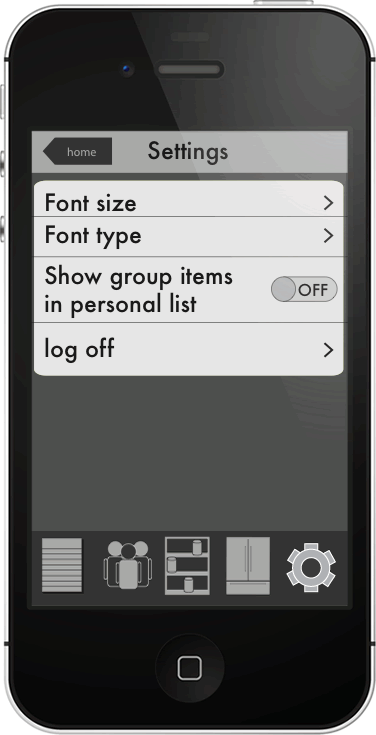 home
Settings
Font size
Font type
Show group items
in personal list
OFF
log off